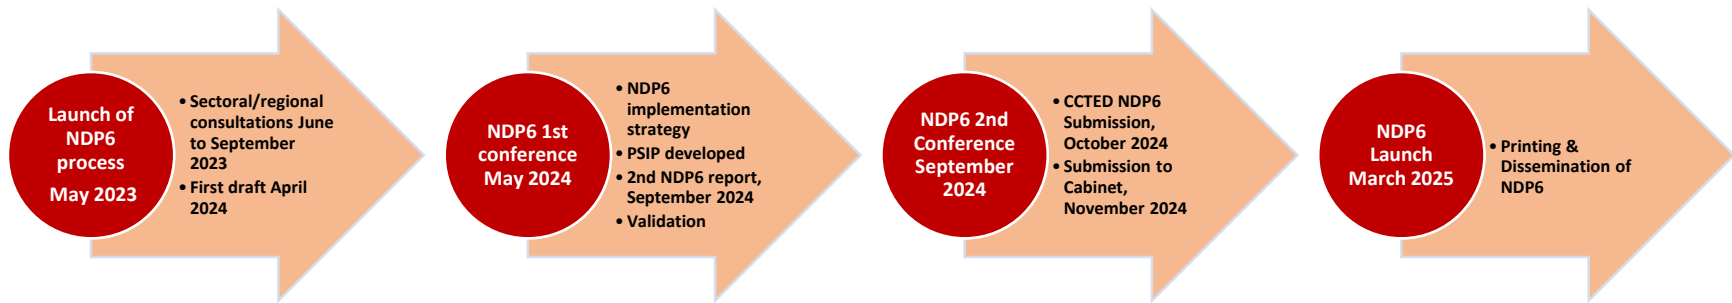 Launch of
NDP6
process
May 2023
• Sectoral/regional
consultations June
to September
2023
• First draft April
2024
NDP6 1st
conference
May 2024
• NDP6
implementation
strategy
• PSIP developed
• 2nd NDP6 report,
September 2024
• Validation
NDP6 2nd
Conference
September
2024
• CCTED NDP6
Submission,
October 2024
• Submission to
Cabinet,
November 2024
NDP6
Launch
March 2025
• Printing &
Dissemination of
NDP6